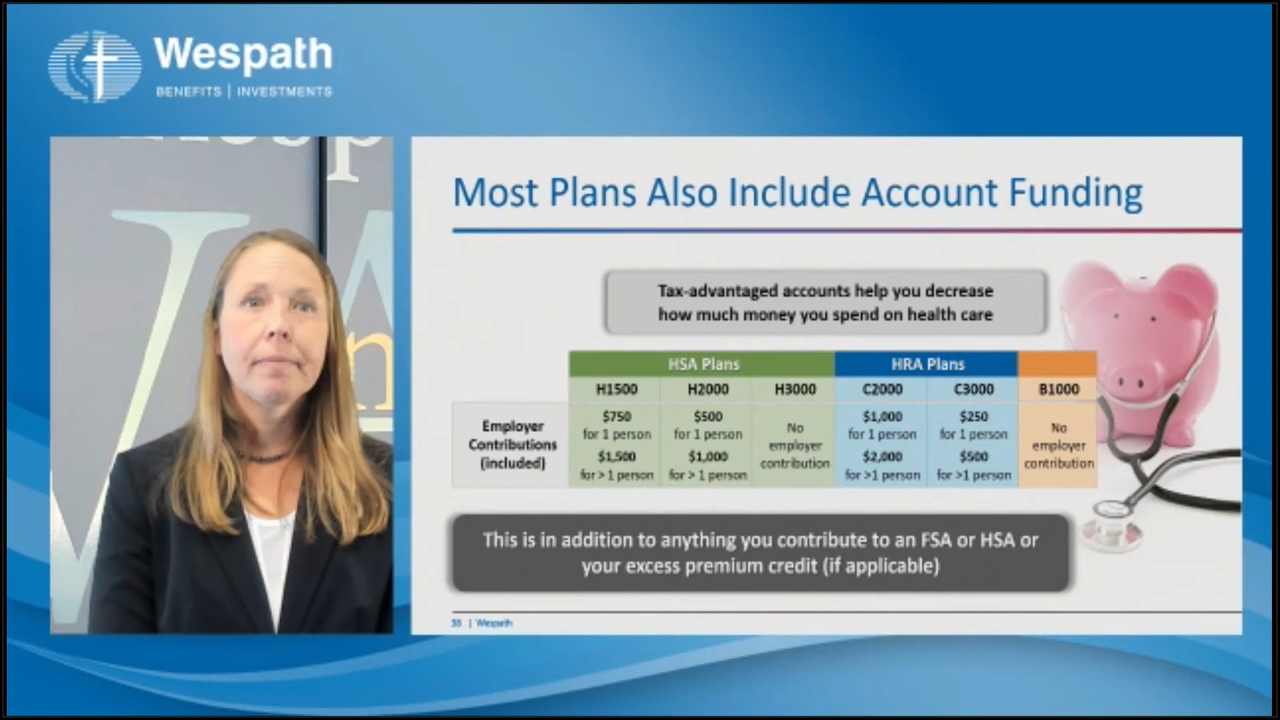 Wespath
BENEFITS | INVESTMENTS
Most Plans Also Include Account Funding
Tax-advantaged accounts help you decrease
how much money you spend on health care
HSA Plans HRA Plans
H1500 H2000 H3000 C2000 C3000 B1000
Employer
Contributions
(included)
$750
for 1 person
$1,500
for > 1 person
$500
for 1 person
$1,000
for > 1 person
No
employer
contribution
$1,000
for 1 person
$2,000
for >1 person
$250
for 1 person
$500
for >1 person
No
employer
contribution
This is in addition to anything you contribute to an FSA or HSA or
your excess premium credit (if applicable)
38 | Wespath